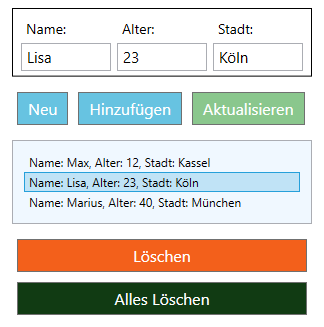 Name: Alter: Stadt:
Lisa 23 Köln
Neu Hinzufügen Aktualisieren
Name: Max, Alter: 12, Stadt: Kassel
Name: Lisa, Alter: 23, Stadt: Köln
Name: Marius, Alter: 40, Stadt: München
Löschen
Alles Löschen